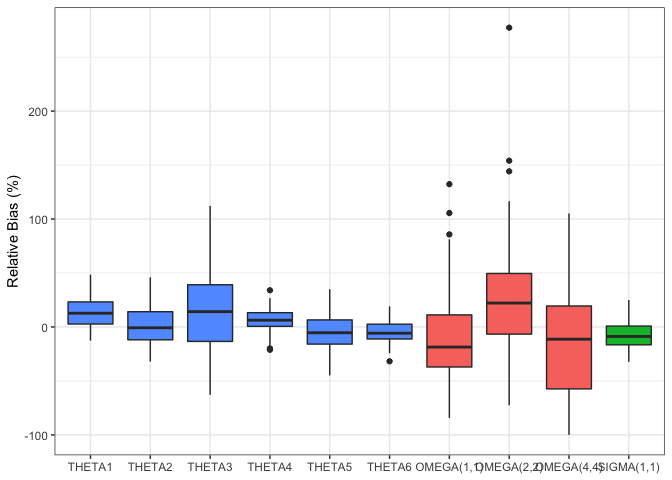 Relative Bias (%)
200
100
0
-100
THETA1 THETA2 THETA3 THETA4 THETA5 THETA6 OMEGA(1,1) OMEGA(2,2) OMEGA(4,4) SIGMA(1,1)